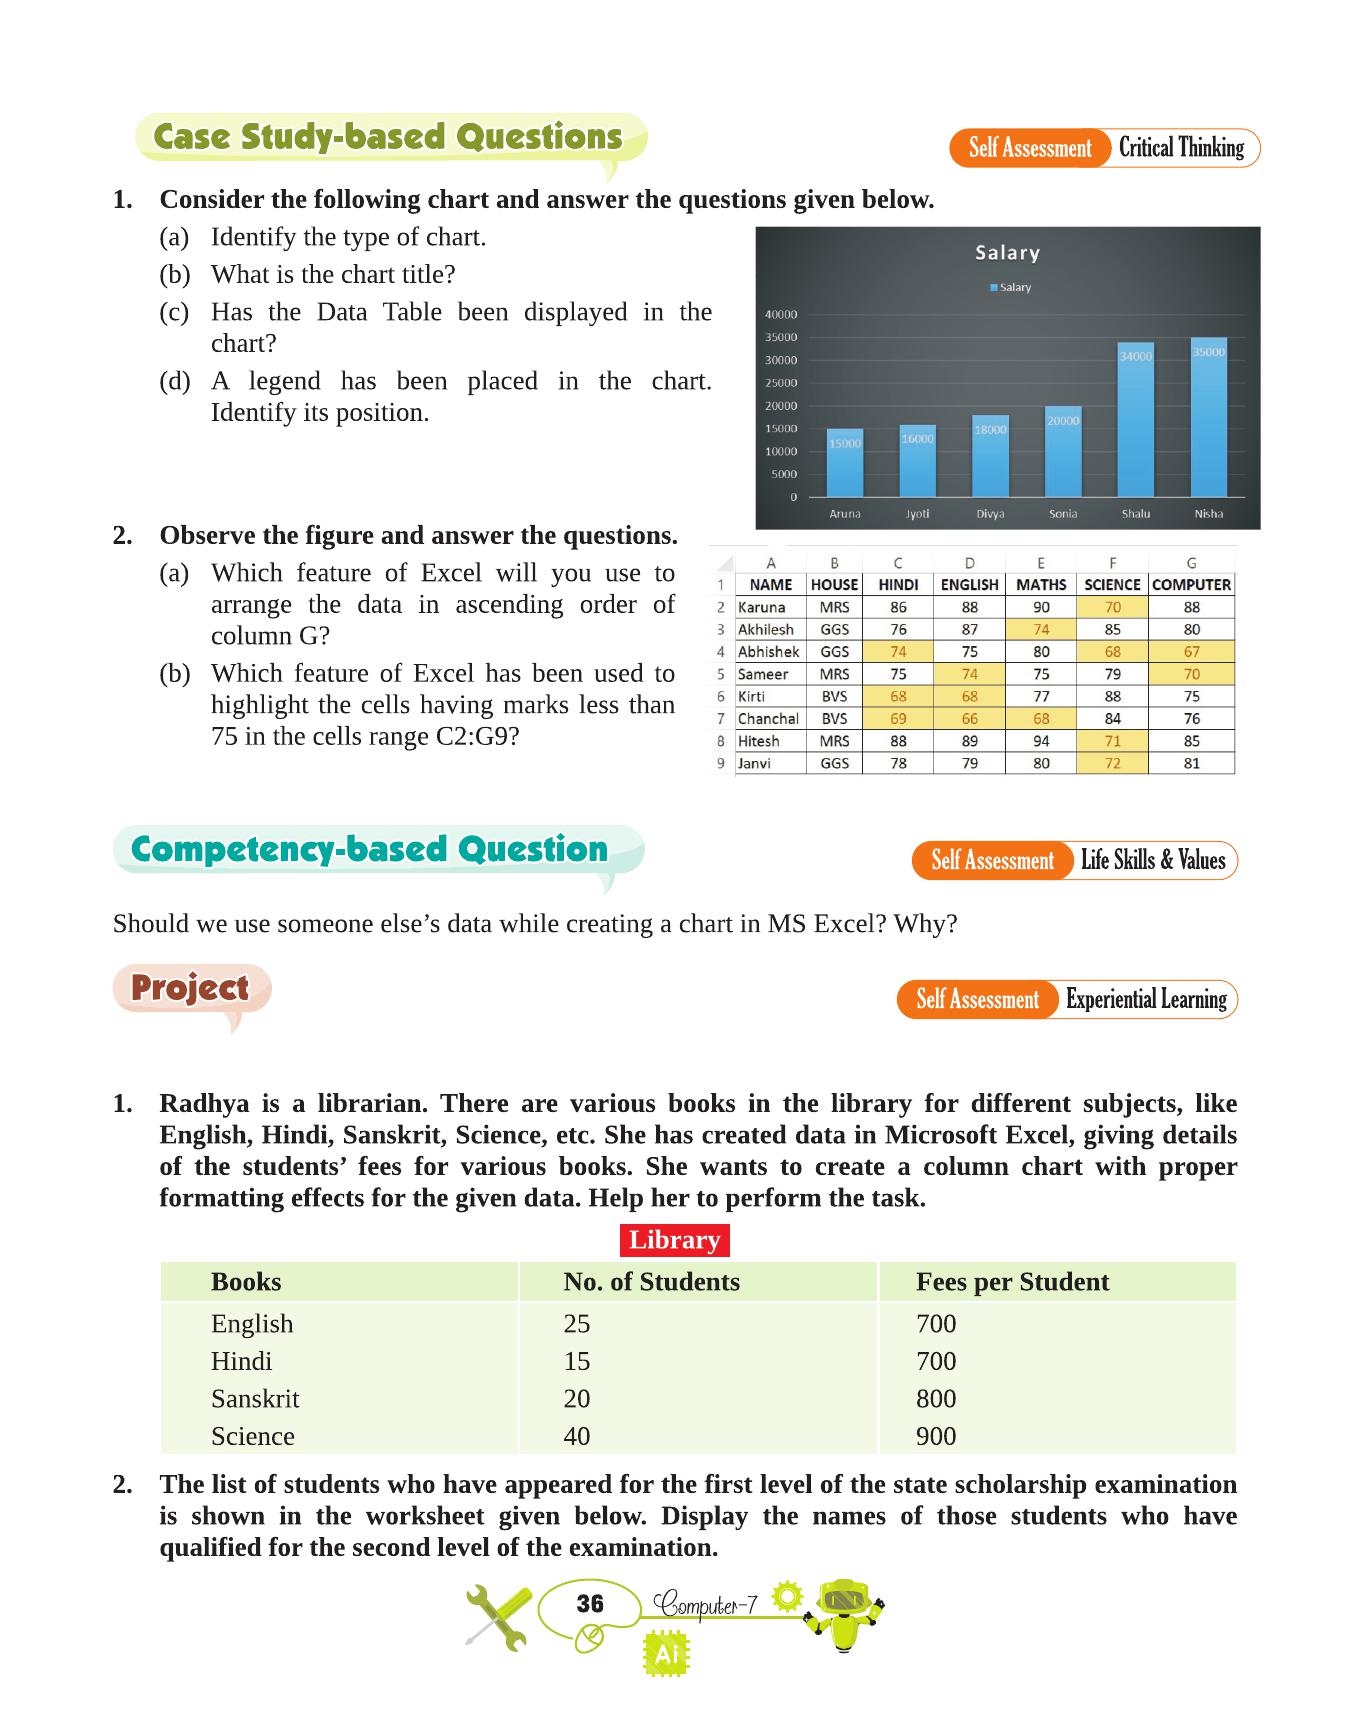 Case Study-based Questions
Self Assessment Critical Thinking
1. Consider the following chart and answer the questions given below.
(a) Identify the type of chart.
(b) What is the chart title?
(c) Has the Data Table been displayed in the
chart?
(d) A legend has been placed in the chart.
Identify its position.
Salary
Salary
40000
35000
30000
25000
20000
15000
10000
5000
0
15000 16000 18000 20000 34000 35000
Aruna Jyoti Divya Sonia Shalu Nisha
2. Observe the figure and answer the questions.
(a) Which feature of Excel will you use to
arrange the data in ascending order of
column G?
(b) Which feature of Excel has been used to
highlight the cells having marks less than
75 in the cells range C2:G9?
A B C D E F G
1 NAME HOUSE HINDI ENGLISH MATHS SCIENCE COMPUTER
2 Karuna MRS 86 88 90 70 88
3 Akhilesh GGS 76 87 74 85 80
4 Abhishek GGS 74 75 80 68 67
5 Sameer MRS 75 74 75 79 70
6 Kirti BVS 68 68 77 88 75
7 Chanchal BVS 69 66 68 84 76
8 Hitesh MRS 88 89 94 71 85
9 Janvi GGS 78 79 80 72 81
Competency-based Question
Self Assessment Life Skills & Values
Should we use someone else’s data while creating a chart in MS Excel? Why?
Project
Self Assessment Experiential Learning
1. Radhya is a librarian. There are various books in the library for different subjects, like
English, Hindi, Sanskrit, Science, etc. She has created data in Microsoft Excel, giving details
of the students’ fees for various books. She wants to create a column chart with proper
formatting effects for the given data. Help her to perform the task.
Library
Books No. of Students Fees per Student
English 25 700
Hindi 15 700
Sanskrit 20 800
Science 40 900
2. The list of students who have appeared for the first level of the state scholarship examination
is shown in the worksheet given below. Display the names of those students who have
qualified for the second level of the examination.
36 Computer-7
Ai